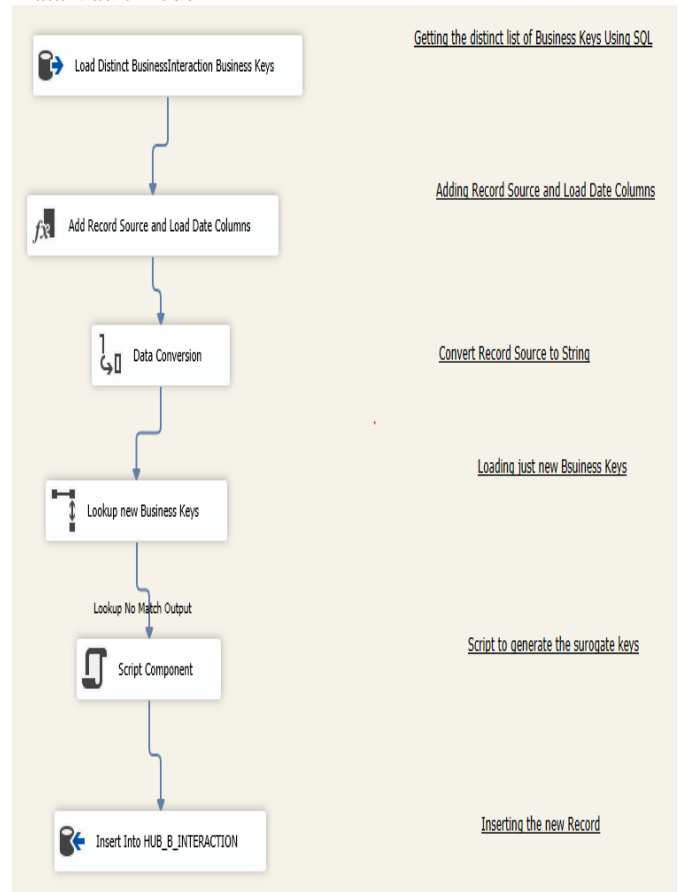 Load Distinct BusinessInteraction Business Keys
Getting the distinct list of Business Keys Using SQL
Add Record Source and Load Date Columns
Adding Record Source and Load Date Columns
Data Conversion
Convert Record Source to String
Lookup new Business Keys
Loading just new Bsuiness Keys
Lookup No Match Output
Script Component
Script to generate the surogate keys
Insert Into HUB_B_INTERACTION
Inserting the new Record